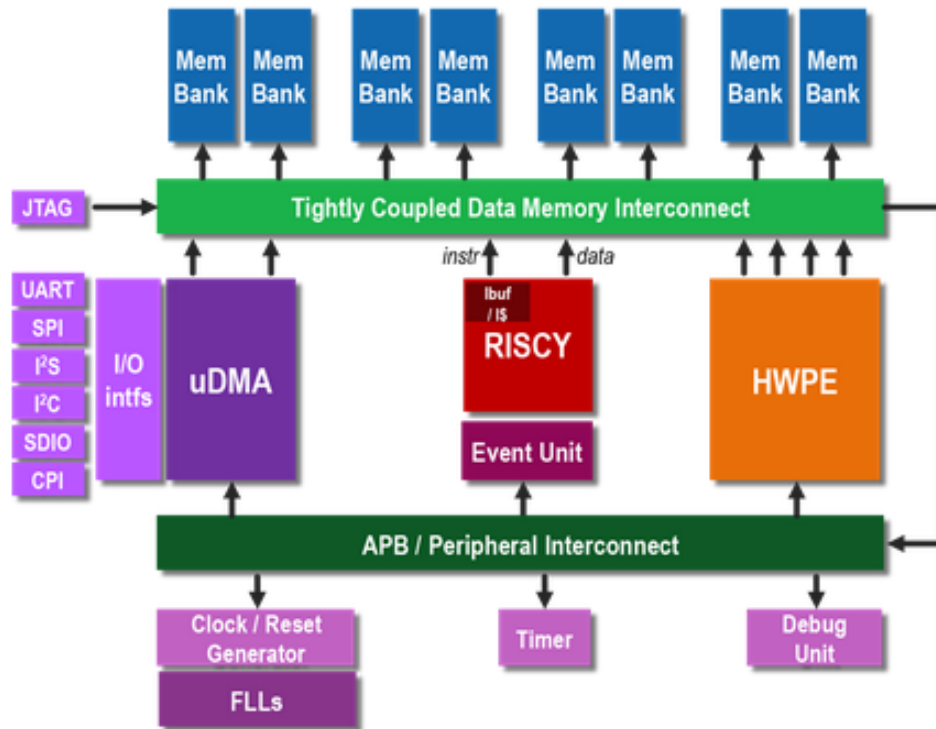 Mem Bank
Mem Bank
Mem Bank
Mem Bank
Mem Bank
Mem Bank
Mem Bank
Mem Bank
JTAG
Tightly Coupled Data Memory Interconnect
instr
data
UART
SPI
I²S
I²C
SDIO
CPI
I/O
intfs
uDMA
Ibuf
/ I$
RISCY
Event Unit
HWPE
APB / Peripheral Interconnect
Clock / Reset
Generator
FLLs
Timer
Debug
Unit